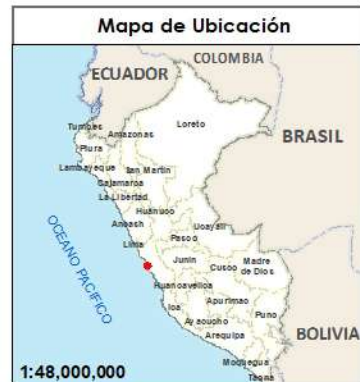 Mapa de Ubicación
COLOMBIA
ECUADOR
Tumbes
Loreto
Amazonas
Piura
BRASIL
Lambayeque
San Martin
Cajamarca
La Libertad
Huanuco
Ancash
Ucayali
Pasco
Lima
OCEANO PACIFICO
Junin
Cusco
Madre
de Dios
Huancavelica
Apurimac
Ica
Puno
Ayacucho
Arequipa
BOLIVIA
Moquegua
1:48,000,000
Tacna